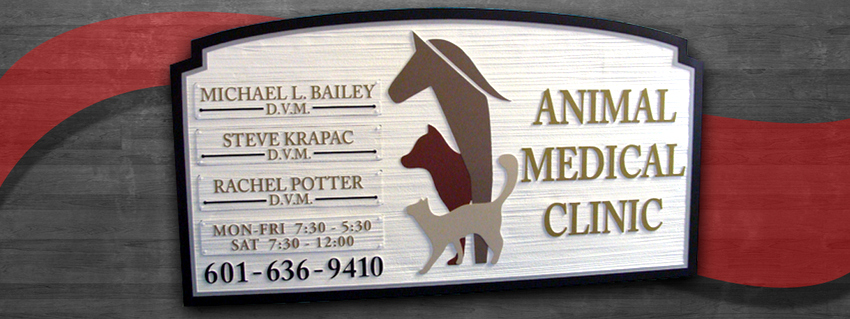 MICHAEL L. BAILEY
D.V.M.
STEVE KRAPAC
D.V.M.
RACHEL POTTER
D.V.M.
MON-FRI 7:30 - 5:30
SAT 7:30 - 12:00
601-636-9410
ANIMAL
MEDICAL
CLINIC